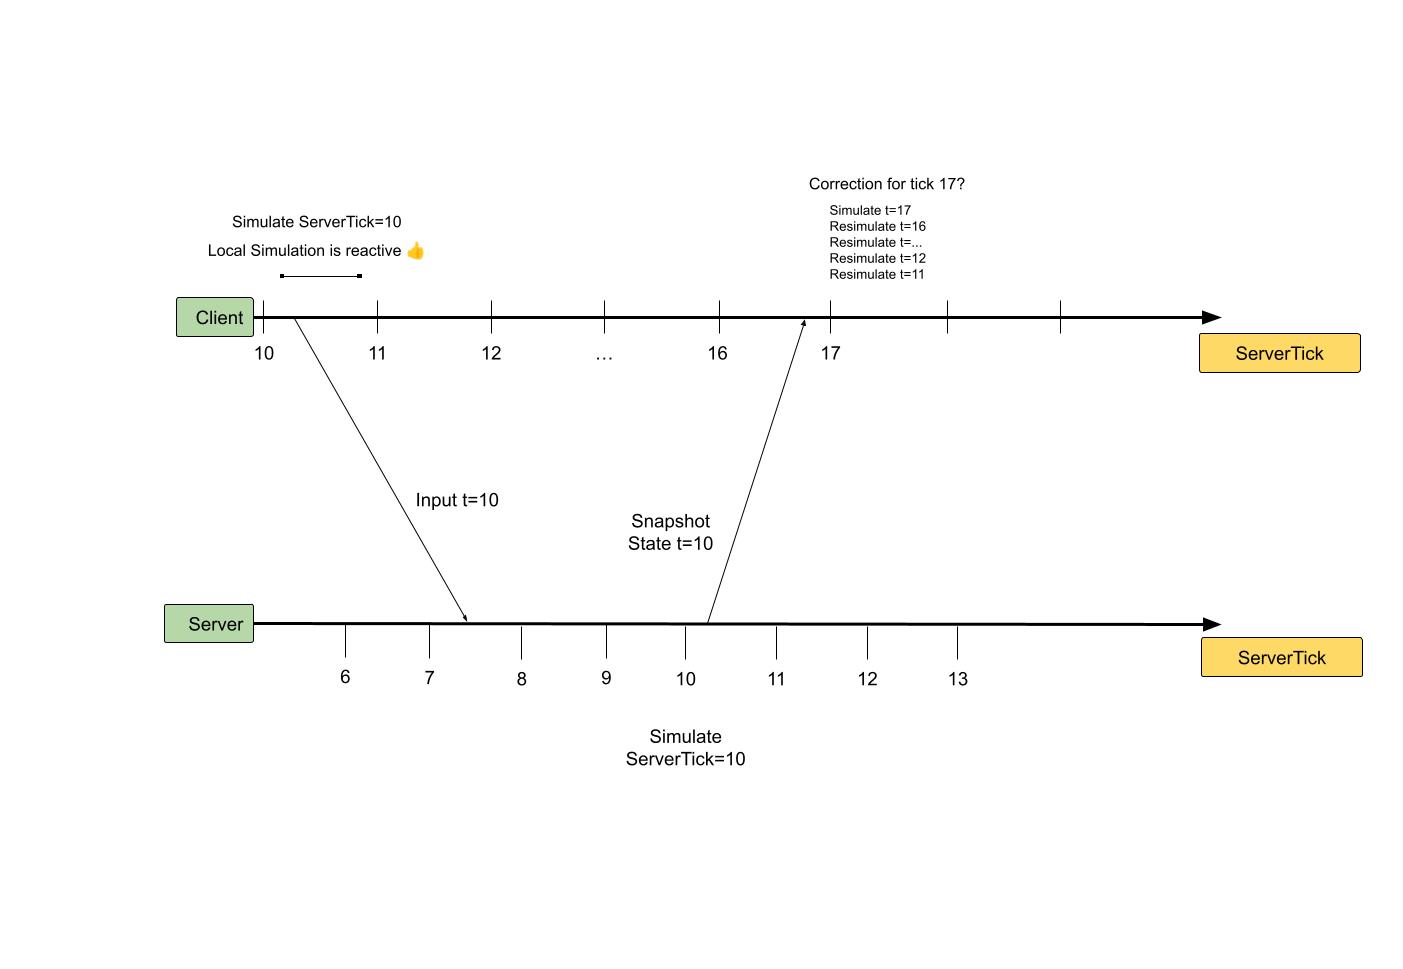 Correction for tick 17?
Simulate t=17
Resimulate t=16
Resimulate t=...
Resimulate t=12
Resimulate t=11
Simulate ServerTick=10
Local Simulation is reactive 👍
Client
10
11
12
...
16
17
ServerTick
Input t=10
Snapshot
State t=10
Server
6
7
8
9
10
11
12
13
ServerTick
Simulate
ServerTick=10